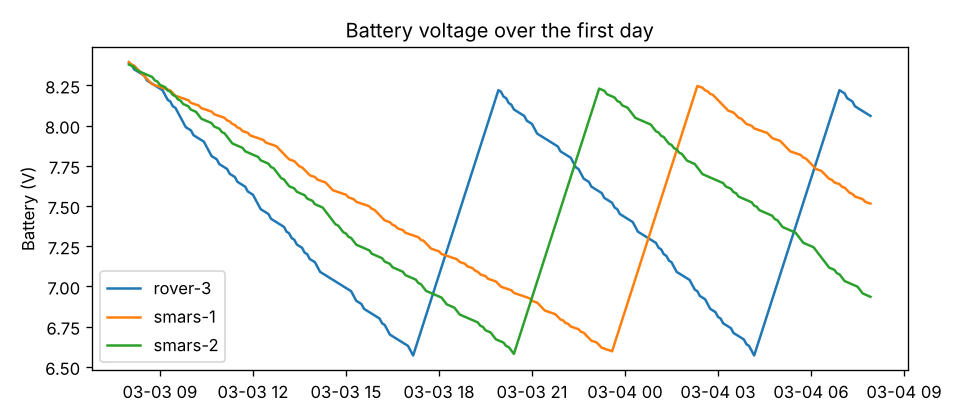 Battery voltage over the first day
Battery (V)
8.25
8.00
7.75
7.50
7.25
7.00
6.75
6.50
rover-3
smars-1
smars-2
03-03 09 03-03 12 03-03 15 03-03 18 03-03 21 03-04 00 03-04 03 03-04 06 03-04 09